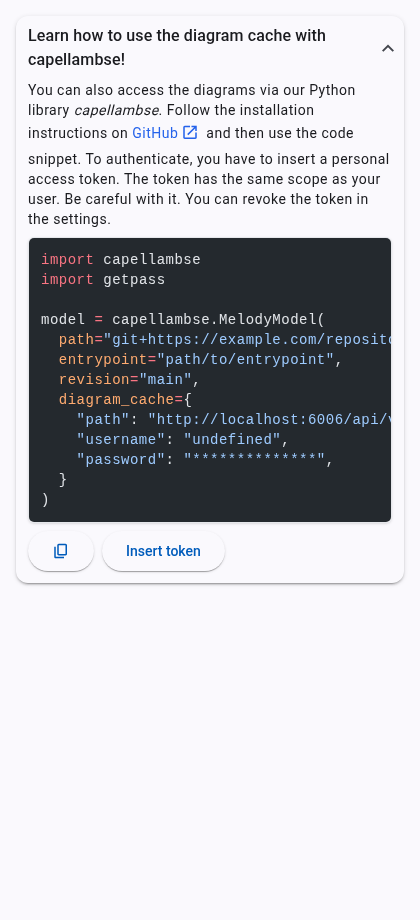 Learn how to use the diagram cache with
capellambse!
You can also access the diagrams via our Python
library capellambse. Follow the installation
instructions on GitHub and then use the code
snippet. To authenticate, you have to insert a personal
access token. The token has the same scope as your
user. Be careful with it. You can revoke the token in
the settings.
import capellambse
import getpass
model = capellambse.MelodyModel(
  path="git+https://example.com/reposito
  entrypoint="path/to/entrypoint",
  revision="main",
  diagram_cache={
    "path": "http://localhost:6006/api/v
    "username": "undefined",
    "password": "**************",
  }
)
Insert token